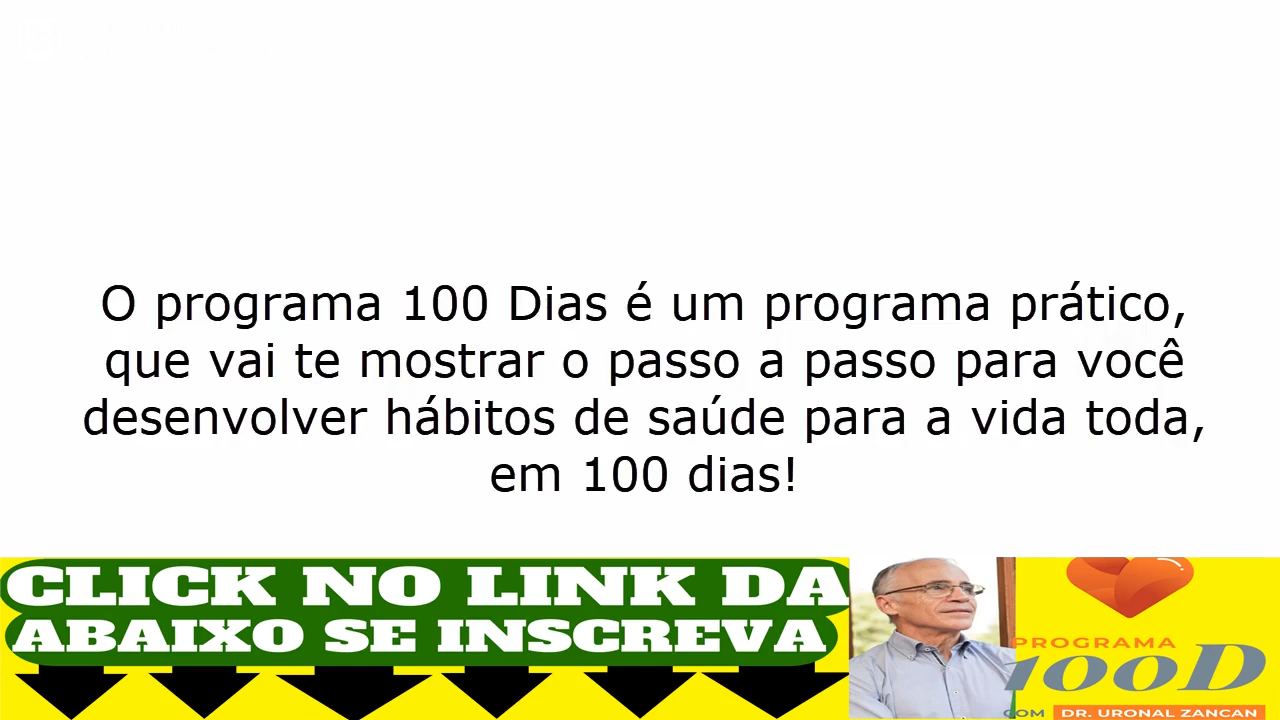 O programa 100 Dias é um programa prático,
que vai te mostrar o passo a passo para você
desenvolver hábitos de saúde para a vida toda,
em 100 dias!
CLICK NO LINK DA
ABAIXO SE INSCREVA
PROGRAMA
100D
COM DR. URONAL ZANCAN